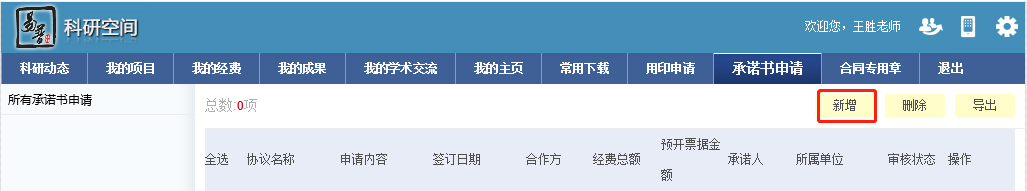 易普 科研空间
欢迎您，王胜老师
科研动态 我的项目 我的经费 我的成果 我的学术交流 我的主页 常用下载 用印申请 承诺书申请 合同专用章 退出
所有承诺书申请
总数:0项 新增 删除 导出
全选 协议名称 申请内容 签订日期 合作方 经费总额 预开票据金额 承诺人 所属单位 审核状态 操作